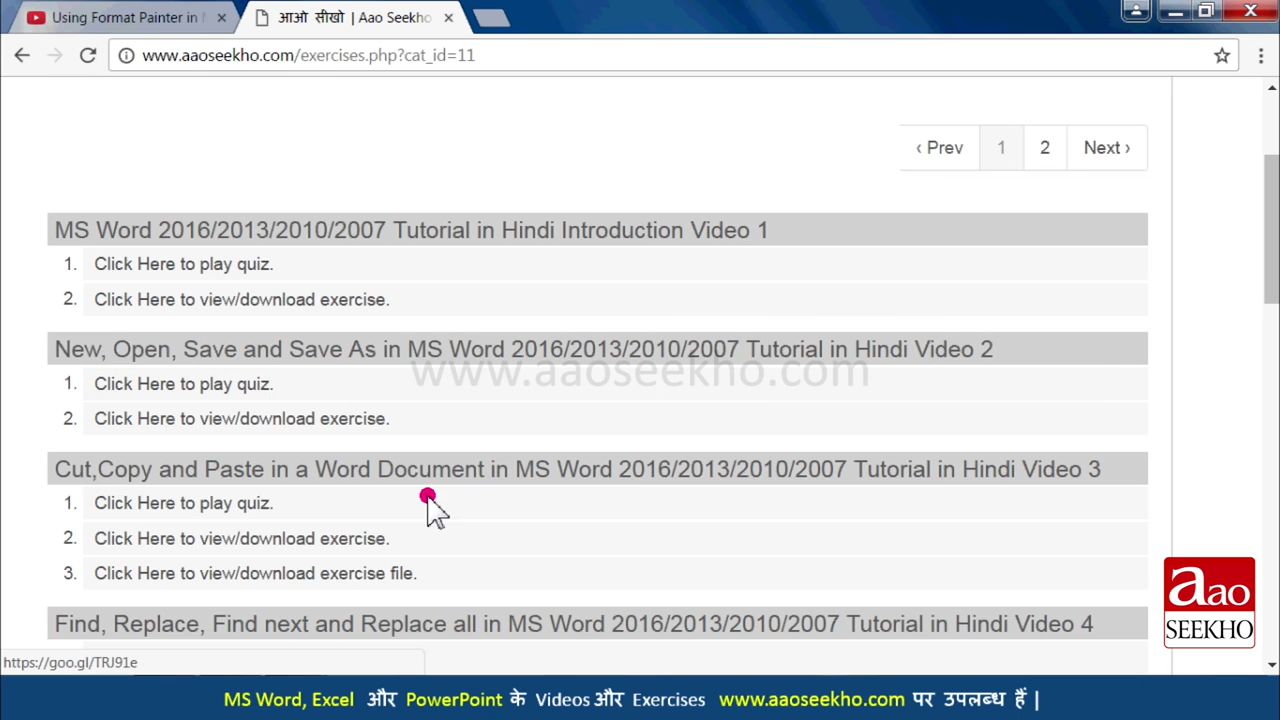 Using Format Painter in
आओ सीखो | Aao Seekho
www.aaoseekho.com/exercises.php?cat_id=11
‹ Prev 1 2 Next ›
MS Word 2016/2013/2010/2007 Tutorial in Hindi Introduction Video 1
1. Click Here to play quiz.
2. Click Here to view/download exercise.
New, Open, Save and Save As in MS Word 2016/2013/2010/2007 Tutorial in Hindi Video 2
www.aaoseekho.com
1. Click Here to play quiz.
2. Click Here to view/download exercise.
Cut,Copy and Paste in a Word Document in MS Word 2016/2013/2010/2007 Tutorial in Hindi Video 3
1. Click Here to play quiz.
2. Click Here to view/download exercise.
3. Click Here to view/download exercise file.
Find, Replace, Find next and Replace all in MS Word 2016/2013/2010/2007 Tutorial in Hindi Video 4
aao
SEEKHO
https://goo.gl/TRJ91e
MS Word, Excel और PowerPoint के Videos और Exercises www.aaoseekho.com पर उपलब्ध हैं |